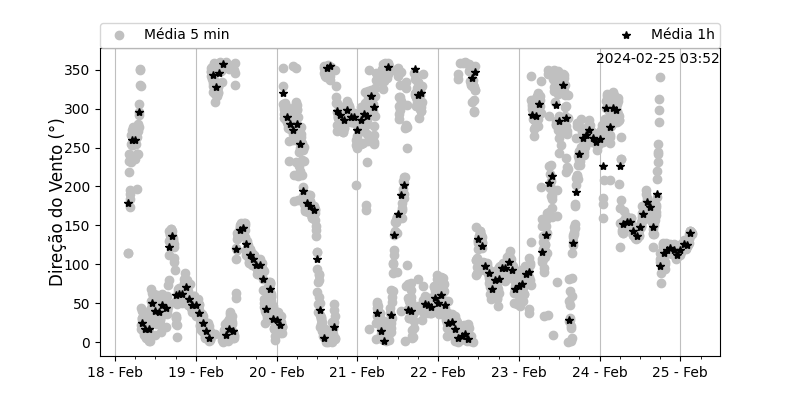 Média 5 min
Média 1h
2024-02-25 03:52
Direção do Vento (°)
350
300
250
200
150
100
50
0
18 - Feb
19 - Feb
20 - Feb
21 - Feb
22 - Feb
23 - Feb
24 - Feb
25 - Feb